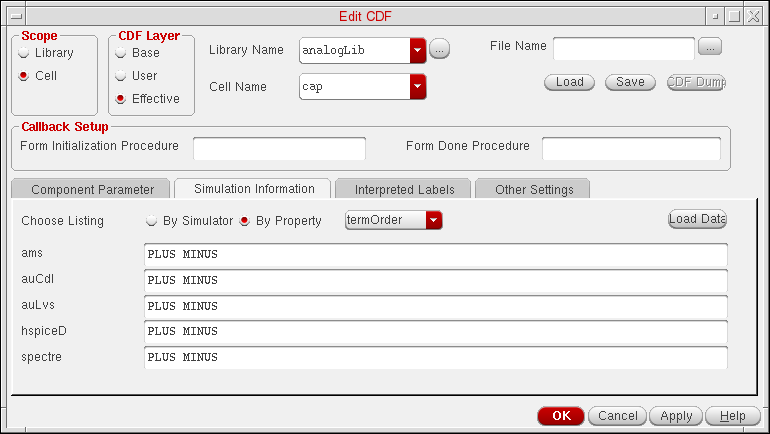 Edit CDF
Scope
Library
Cell
CDF Layer
Base
User
Effective
Library Name analogLib ...
Cell Name cap
File Name ...
Load Save CDF Dump
Callback Setup
Form Initialization Procedure Form Done Procedure
Component Parameter Simulation Information Interpreted Labels Other Settings
Choose Listing By Simulator By Property termOrder Load Data
ams PLUS MINUS
auCdl PLUS MINUS
auLvs PLUS MINUS
hspiceD PLUS MINUS
spectre PLUS MINUS
OK Cancel Apply Help